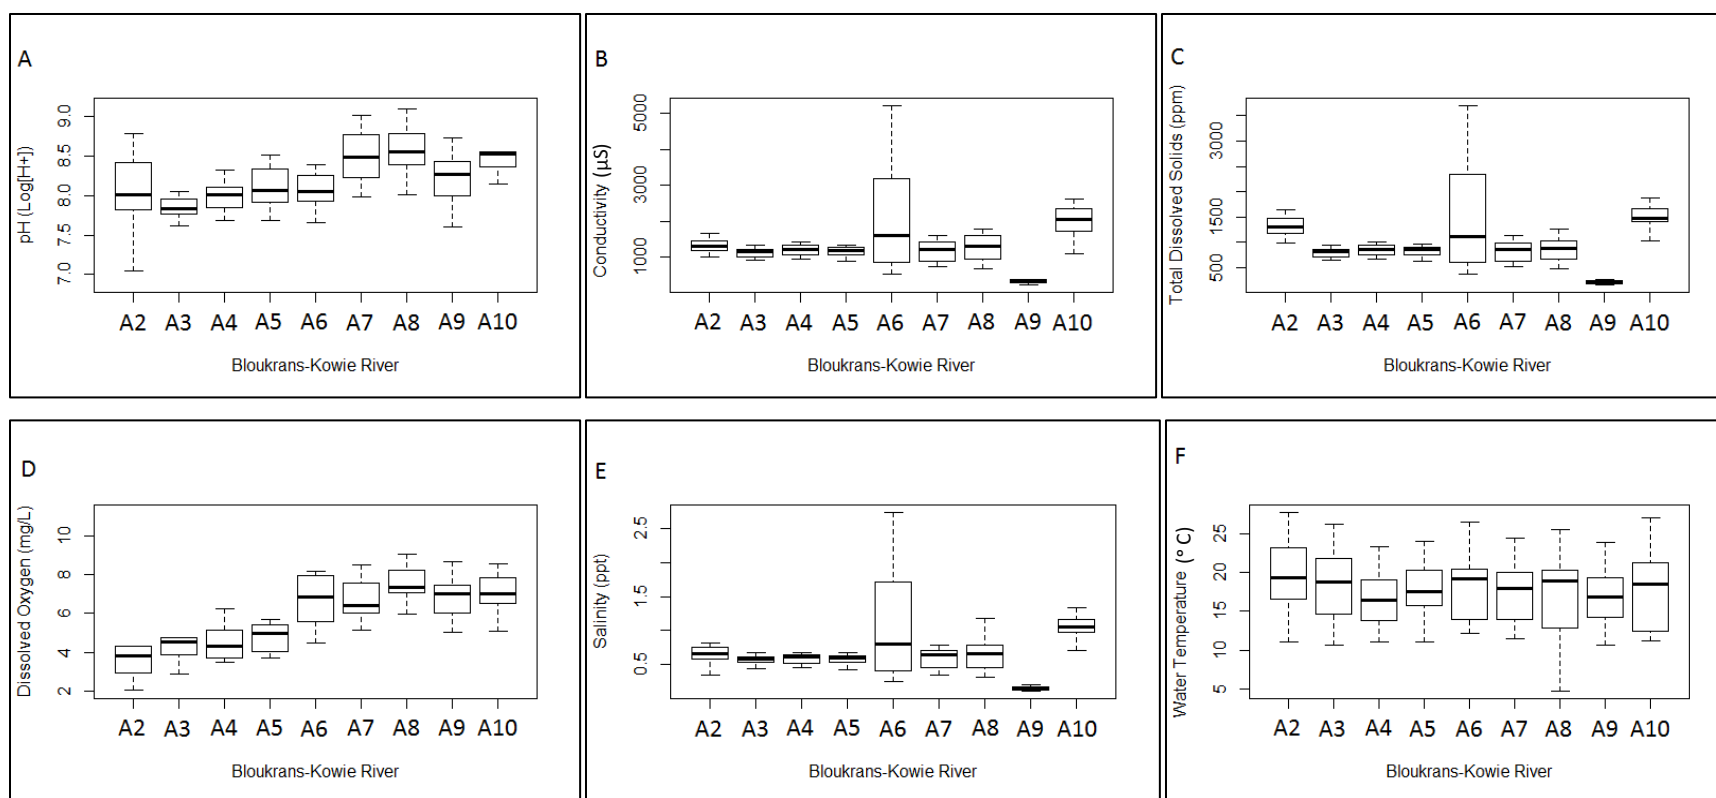 A
pH (Log[H+])
9.0
8.5
8.0
7.5
7.0
A2 A3 A4 A5 A6 A7 A8 A9 A10
Bloukrans-Kowie River
B
Conductivity (µS)
5000
3000
1000
A2 A3 A4 A5 A6 A7 A8 A9 A10
Bloukrans-Kowie River
C
Total Dissolved Solids (ppm)
3000
1500
500
A2 A3 A4 A5 A6 A7 A8 A9 A10
Bloukrans-Kowie River
D
Dissolved Oxygen (mg/L)
10
8
6
4
2
A2 A3 A4 A5 A6 A7 A8 A9 A10
Bloukrans-Kowie River
E
Salinity (ppt)
2.5
1.5
0.5
A2 A3 A4 A5 A6 A7 A8 A9 A10
Bloukrans-Kowie River
F
Water Temperature (° C)
25
20
15
10
5
A2 A3 A4 A5 A6 A7 A8 A9 A10
Bloukrans-Kowie River